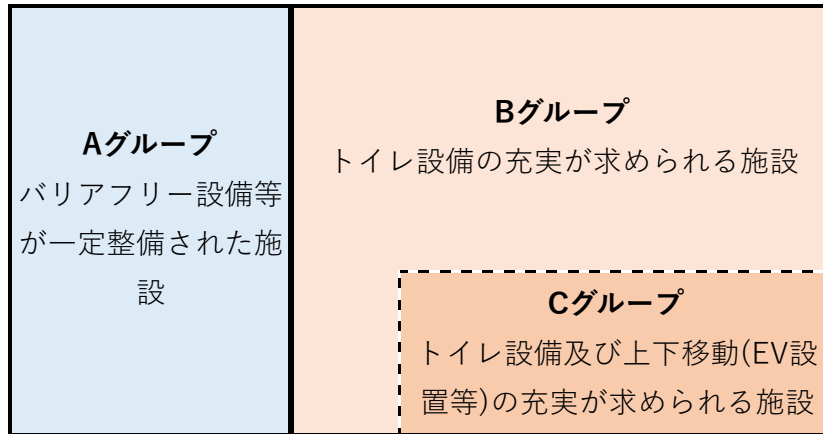 Aグループ
バリアフリー設備等
が一定整備された施
設
Bグループ
トイレ設備の充実が求められる施設
Cグループ
トイレ設備及び上下移動(EV設
置等)の充実が求められる施設